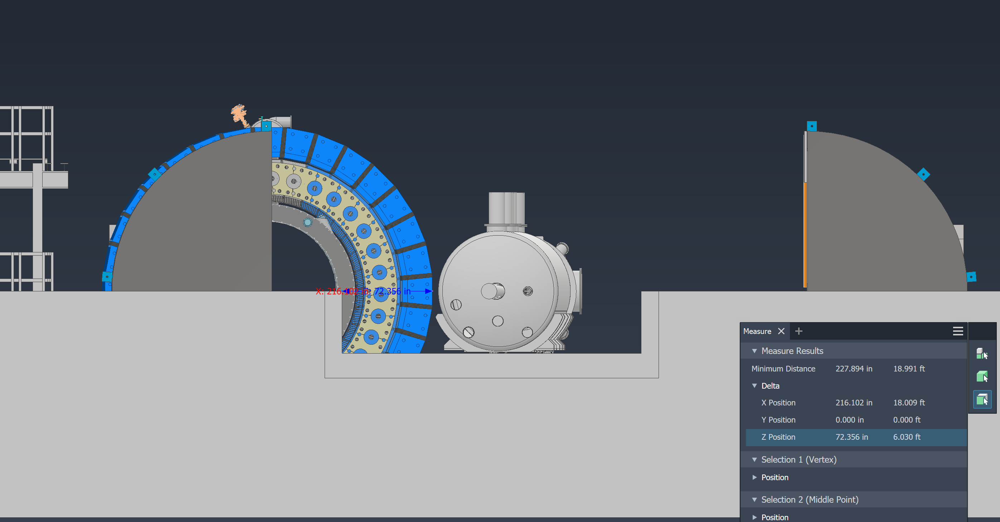 X: 216.102 in
Z: 72.356 in
Measure
Measure Results
Minimum Distance 227.894 in 18.991 ft
Delta
X Position 216.102 in 18.009 ft
Y Position 0.000 in 0.000 ft
Z Position 72.356 in 6.030 ft
Selection 1 (Vertex)
Position
Selection 2 (Middle Point)
Position